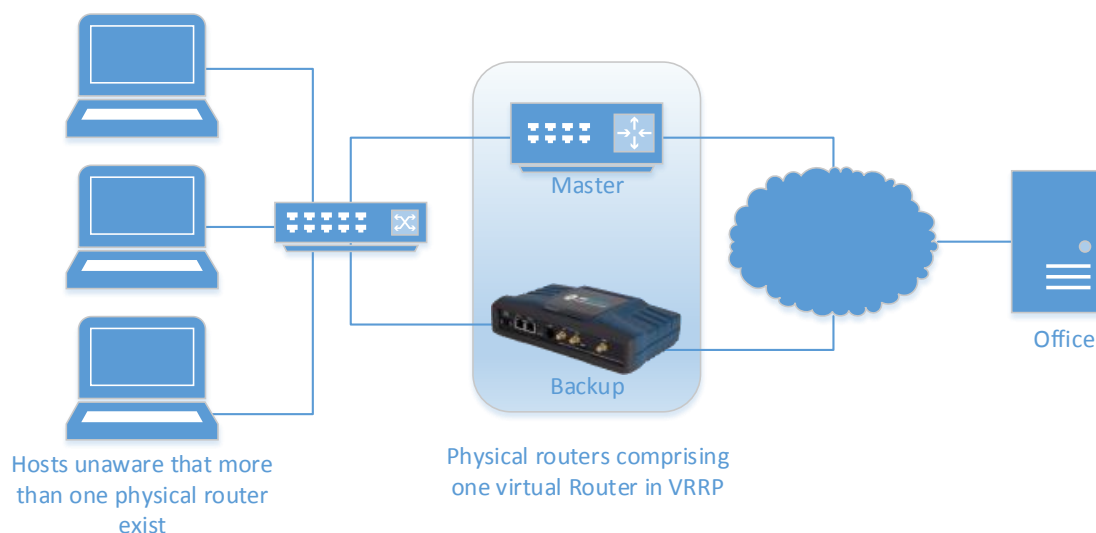 Master
Backup
Office
Hosts unaware that more
than one physical router
exist
Physical routers comprising
one virtual Router in VRRP